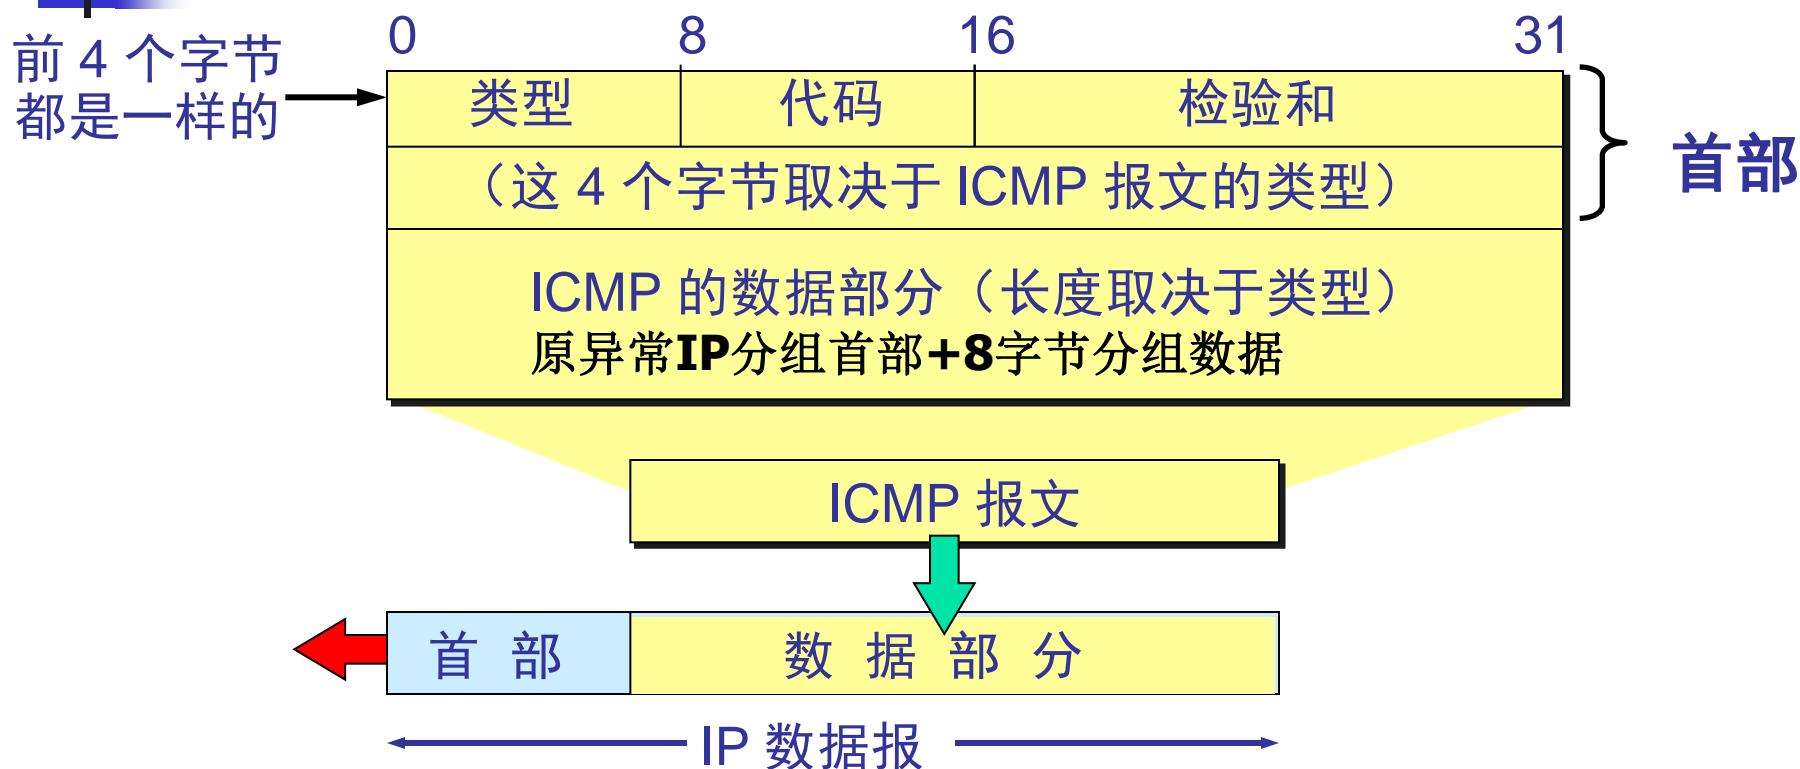 0 8 16 31
前 4 个字节
都是一样的
类型 代码 检验和
首部
（这 4 个字节取决于 ICMP 报文的类型）
ICMP 的数据部分（长度取决于类型）
原异常IP分组首部+8字节分组数据
ICMP 报文
首 部 数 据 部 分
IP 数据报